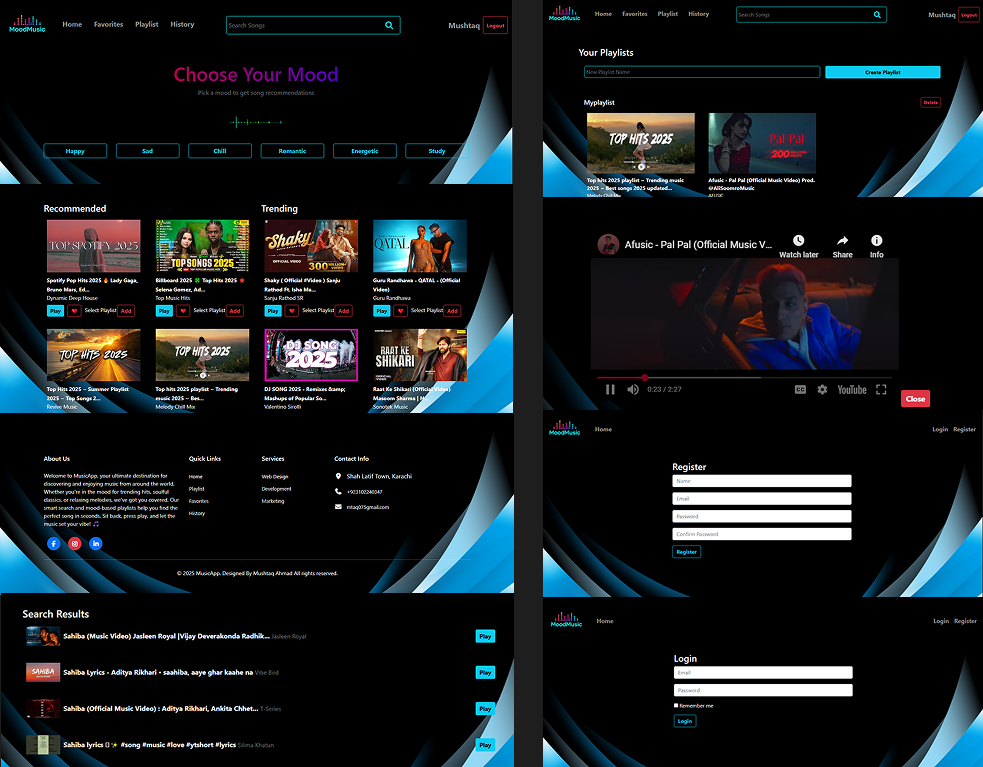 MoodMusic
Home Favorites Playlist History
Search Songs
Mushtaq Logout
Choose Your Mood
Pick a mood to get song recommendations
Happy Sad Chill Romantic Energetic Study
Recommended
TOP SPOTIFY 2025
Spotify Pop Hits 2025 🔥 Lady Gaga,
Bruno Mars, Ed...
Dynamic Deep House
Play Select Playlist Add
TOP SONGS 2025
Billboard 2025
Top Hits 2025
Selena Gomez, Ad...
Top Music Hits
Play Select Playlist Add
TOP HITS 2025
Top Hits 2025 ~ Summer Playlist
2025 ~ Top Songs 2...
Revive Music
TOP HITS 2025
Top hits 2025 playlist ~ Trending
music 2025 ~ Bes...
Melody Chill Mix
Trending
Shaky
OFFICIAL VIDEO
300 MILLION+
Shaky ( Official #Video ) Sanju
Rathod Ft. Isha Ma...
Sanju Rathod SR
Play Select Playlist Add
QATAL
Guru Randhawa - QATAL - (Official
Video)
Guru Randhawa
Play Select Playlist Add
DJ SONG
2025
DJ SONG 2025 - Remixes &amp;
Mashups of Popular So...
Valentino Sirolli
RAAT KE
SHIKARI
Raat Ke Shikari (Official Video)
Masoom Sharma | N...
Sonotek Music
About Us
Welcome to MusicApp, your ultimate destination for
discovering and enjoying music from around the world.
Whether you're in the mood for trending hits, soulful
classics, or relaxing melodies, we've got you covered. Our
smart search and mood-based playlists help you find the
perfect song in seconds. Sit back, press play, and let the
music set your vibe! 🎵
Quick Links
Home
Playlist
Favorites
History
Services
Web Design
Development
Marketing
Contact Info
Shah Latif Town, Karachi
+923102240347
mtaq075gmail.com
© 2025 MusicApp. Designed By Mushtaq Ahmad All rights reserved.
Search Results
Sahiba (Music Video) Jasleen Royal |Vijay Deverakonda Radhik... Jasleen Royal
Play
SAHIBA
Sahiba Lyrics - Aditya Rikhari - saahiba, aaye ghar kaahe na Vibe Bird
Play
Sahiba (Official Music Video) : Aditya Rikhari, Ankita Chhet... T-Series
Play
Sahiba lyrics #song #music #love #ytshort #lyrics Silima Khatun
Play
MoodMusic
Home Favorites Playlist History
Search Songs
Mushtaq Logout
Your Playlists
New Playlist Name
Create Playlist
Myplaylist
Delete
TOP HITS 2025
Top hits 2025 playlist ~ Trending music
2025 ~ Best songs 2025 updated...
Melody Chill Mix
Pal Pal
200 MILLION+
Afusic - Pal Pal (Official Music Video) Prod.
@AliSoomroMusic
AFUSIC
Afusic - Pal Pal (Official Music V...
Watch later Share Info
0:23 / 2:27
CC YouTube
Close
MoodMusic
Home
Login Register
Register
Name
Email
Password
Confirm Password
Register
MoodMusic
Home
Login Register
Login
Email
Password
Remember me
Login